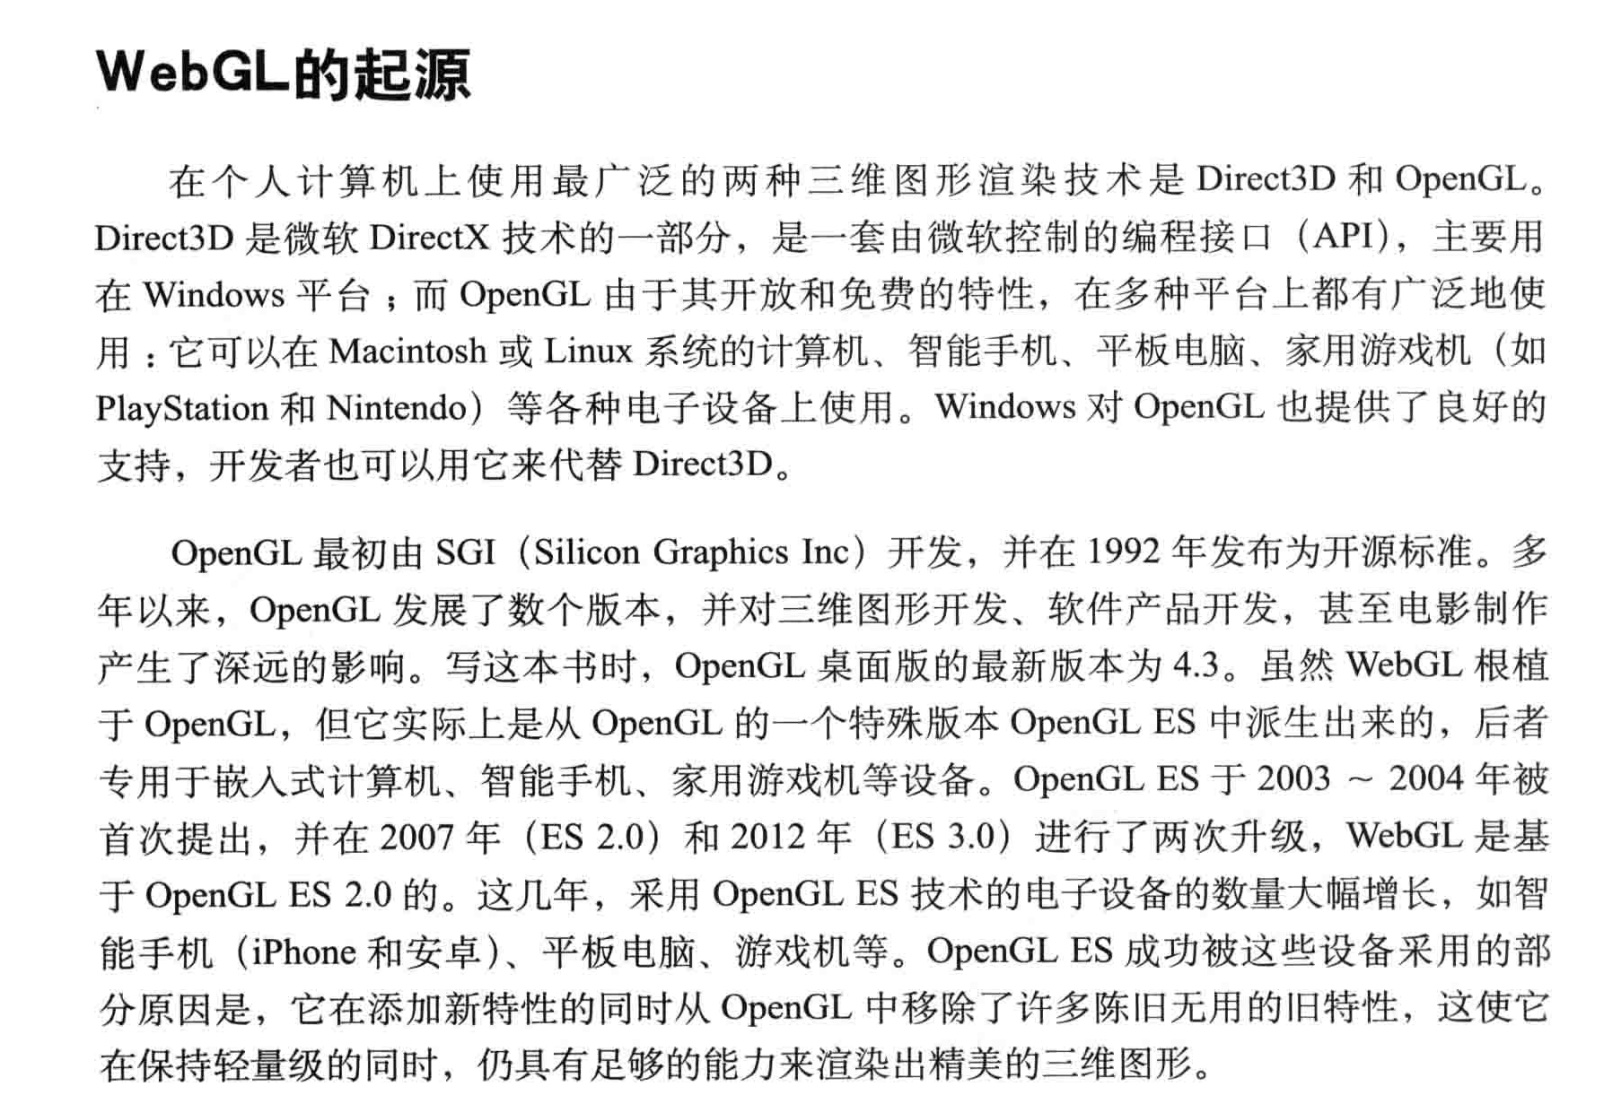 WebGL的起源
在个人计算机上使用最广泛的两种三维图形渲染技术是 Direct3D 和 OpenGL。
Direct3D 是微软 DirectX 技术的一部分，是一套由微软控制的编程接口（API），主要用
在 Windows 平台；而 OpenGL 由于其开放和免费的特性，在多种平台上都有广泛地使
用：它可以在 Macintosh 或 Linux 系统的计算机、智能手机、平板电脑、家用游戏机（如
PlayStation 和 Nintendo）等各种电子设备上使用。Windows 对 OpenGL 也提供了良好的
支持，开发者也可以用它来代替 Direct3D。
OpenGL 最初由 SGI（Silicon Graphics Inc）开发，并在 1992 年发布为开源标准。多
年以来，OpenGL 发展了数个版本，并对三维图形开发、软件产品开发，甚至电影制作
产生了深远的影响。写这本书时，OpenGL 桌面版的最新版本为 4.3。虽然 WebGL 根植
于 OpenGL，但它实际上是从 OpenGL 的一个特殊版本 OpenGL ES 中派生出来的，后者
专用于嵌入式计算机、智能手机、家用游戏机等设备。OpenGL ES 于 2003 ～ 2004 年被
首次提出，并在 2007 年（ES 2.0）和 2012 年（ES 3.0）进行了两次升级，WebGL 是基
于 OpenGL ES 2.0 的。这几年，采用 OpenGL ES 技术的电子设备的数量大幅增长，如智
能手机（iPhone 和安卓）、平板电脑、游戏机等。OpenGL ES 成功被这些设备采用的部
分原因是，它在添加新特性的同时从 OpenGL 中移除了许多陈旧无用的旧特性，这使它
在保持轻量级的同时，仍具有足够的能力来渲染出精美的三维图形。